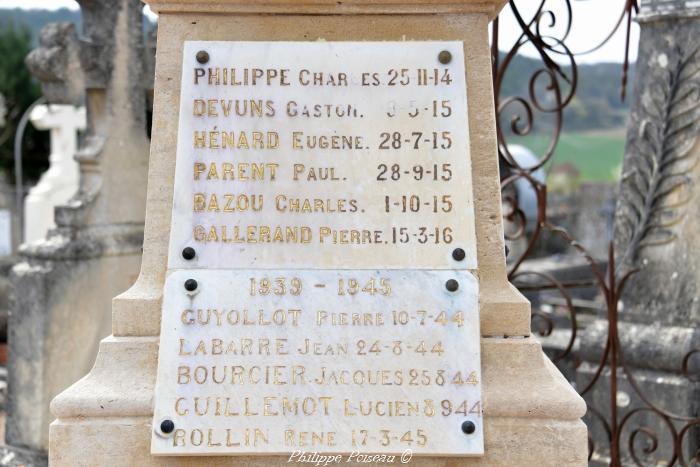 PHILIPPE CHARLES 25-11-14
DEVUNS GASTON. -5-15
HÉNARD EUGÈNE. 28-7-15
PARENT PAUL. 28-9-15
BAZOU CHARLES. 1-10-15
GALLERAND PIERRE. 15-3-16
1939 - 1945
GUYOLLOT PIERRE 10-7-44
LABARRE JEAN 24-8-44
BOURCIER JACQUES 25 8 44
GUILLEMOT LUCIEN 8 9 44
ROLLIN RENE 17-3-45
Philippe Poiseau ©